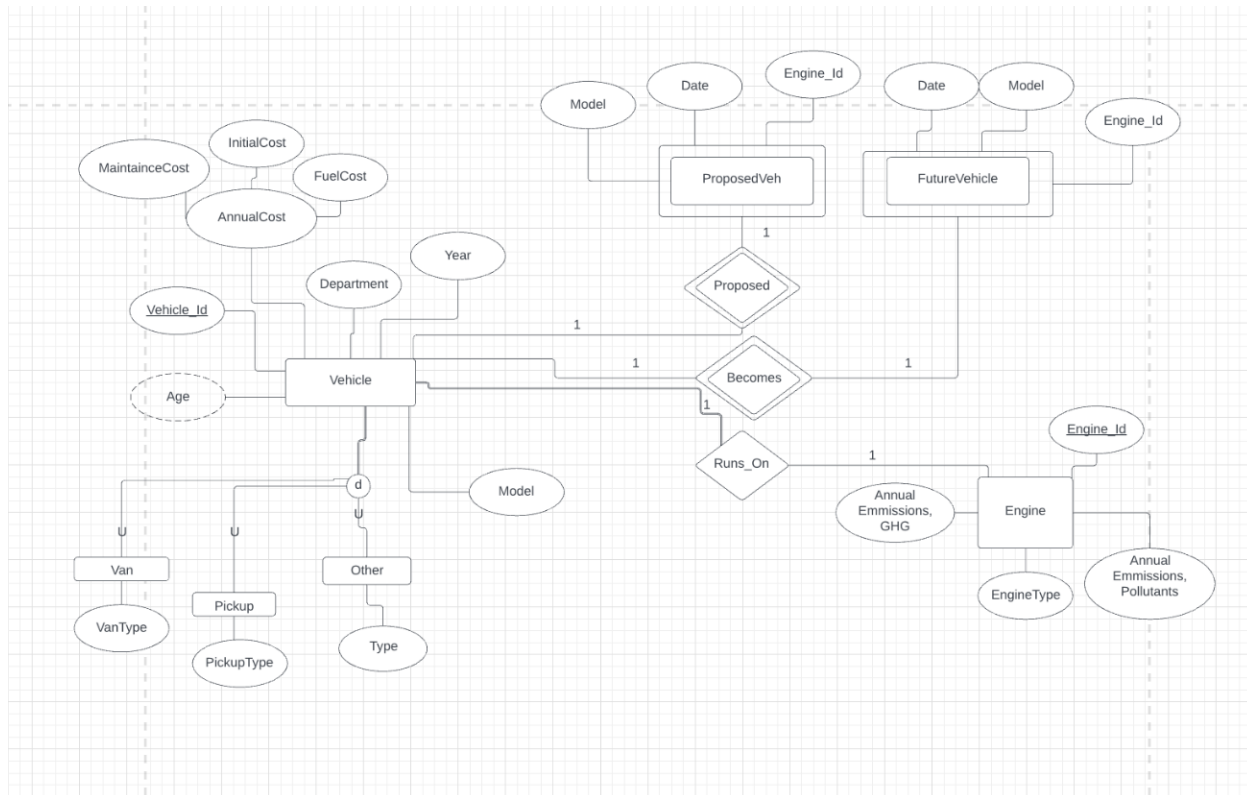 Engine_Id
Date
Date
Model
Model
Engine_Id
InitialCost
MaintainceCost
FuelCost
ProposedVeh
FutureVehicle
AnnualCost
1
Year
Department
Proposed
Vehicle_Id
1
1
1
Vehicle
Becomes
Age
1
Engine_Id
1
Runs_On
d
Model
Annual
Emmissions,
GHG
Engine
U
U
U
Van
Other
Annual
Emmissions,
Pollutants
EngineType
Pickup
VanType
Type
PickupType